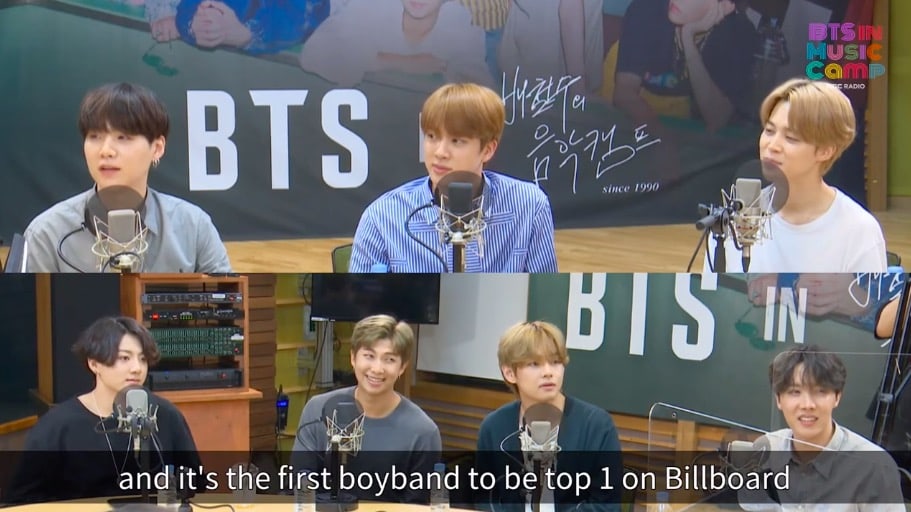 BTS IN
MUSIC
CAMP
RADIO
BTS
배철수의
음악캠프
since 1990
BTS IN
and it's the first boyband to be top 1 on Billboard